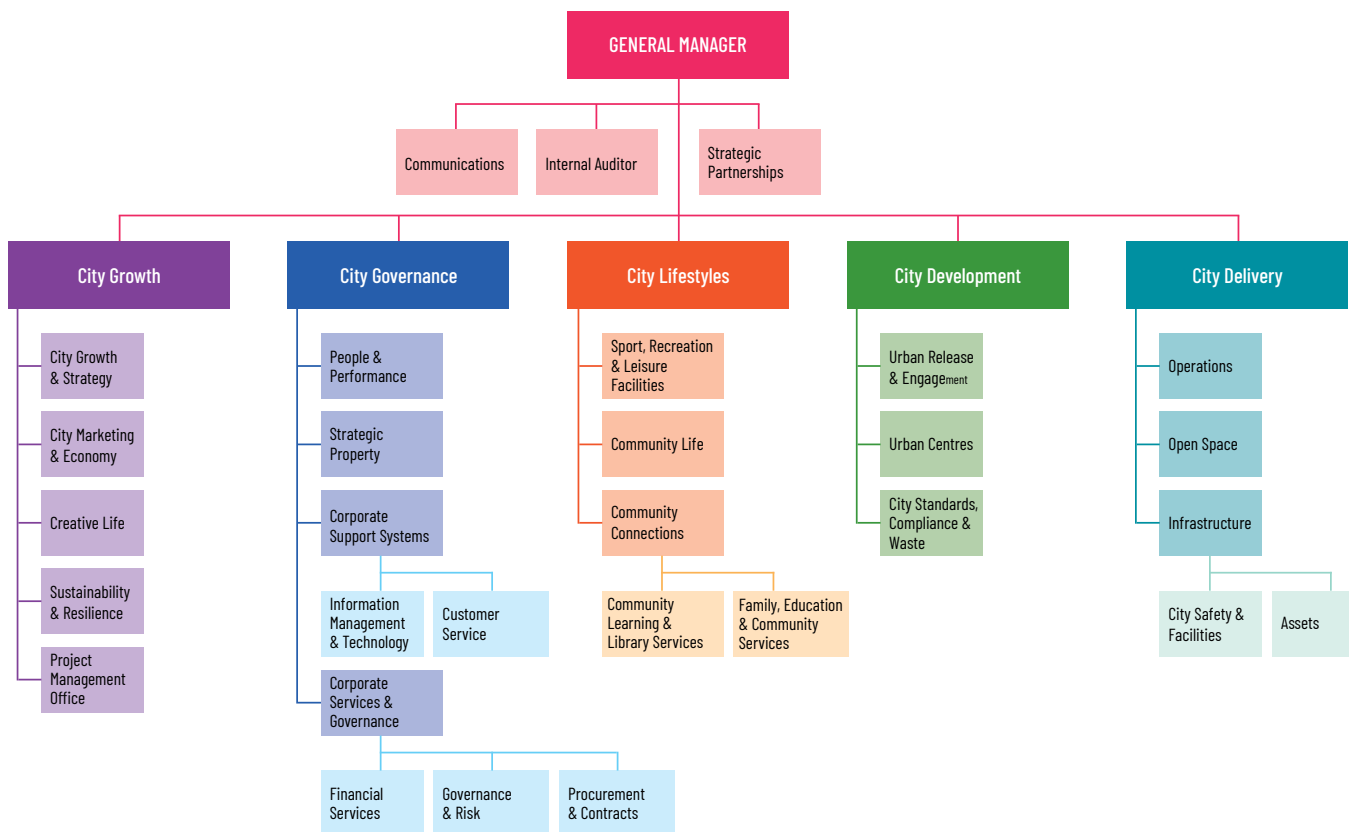 GENERAL MANAGER
Communications
Internal Auditor
Strategic
Partnerships
City Growth
City Governance
City Lifestyles
City Development
City Delivery
City Growth
& Strategy
City Marketing
& Economy
Creative Life
Sustainability
& Resilience
Project
Management
Office
People &
Performance
Strategic
Property
Corporate
Support Systems
Information
Management
& Technology
Customer
Service
Corporate
Services &
Governance
Financial
Services
Governance
& Risk
Procurement
& Contracts
Sport, Recreation
& Leisure
Facilities
Community Life
Community
Connections
Community
Learning &
Library Services
Family, Education
& Community
Services
Urban Release
& Engagement
Urban Centres
City Standards,
Compliance &
Waste
Operations
Open Space
Infrastructure
City Safety &
Facilities
Assets